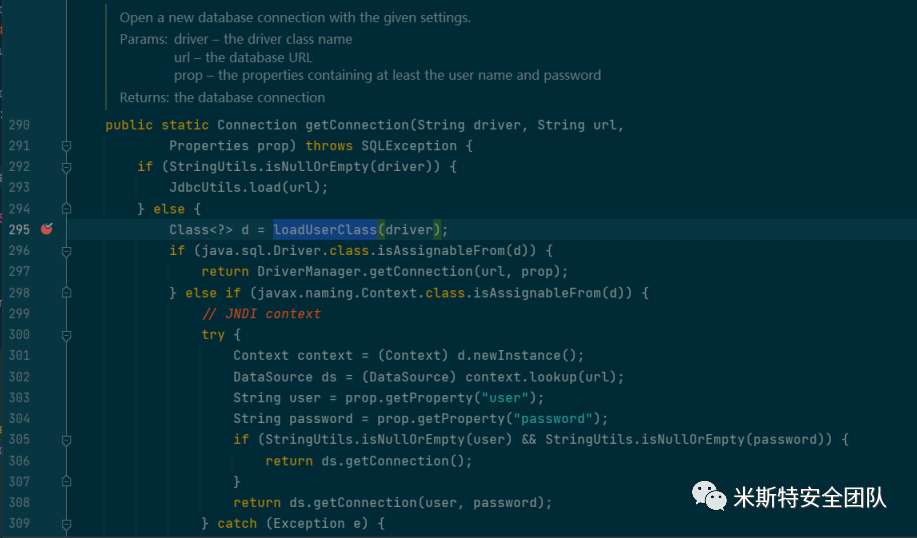 Open a new database connection with the given settings.
Params: driver – the driver class name
url – the database URL
prop – the properties containing at least the user name and password
Returns: the database connection
290 public static Connection getConnection(String driver, String url,
291 Properties prop) throws SQLException {
292 if (StringUtils.isNullOrEmpty(driver)) {
293 JdbcUtils.load(url);
294 } else {
295 Class<?> d = loadUserClass(driver);
296 if (java.sql.Driver.class.isAssignableFrom(d)) {
297 return DriverManager.getConnection(url, prop);
298 } else if (javax.naming.Context.class.isAssignableFrom(d)) {
299 // JNDI context
300 try {
301 Context context = (Context) d.newInstance();
302 DataSource ds = (DataSource) context.lookup(url);
303 String user = prop.getProperty("user");
304 String password = prop.getProperty("password");
305 if (StringUtils.isNullOrEmpty(user) && StringUtils.isNullOrEmpty(password)) {
306 return ds.getConnection();
307 }
308 return ds.getConnection(user, password);
309 } catch (Exception e) {
米斯特安全团队